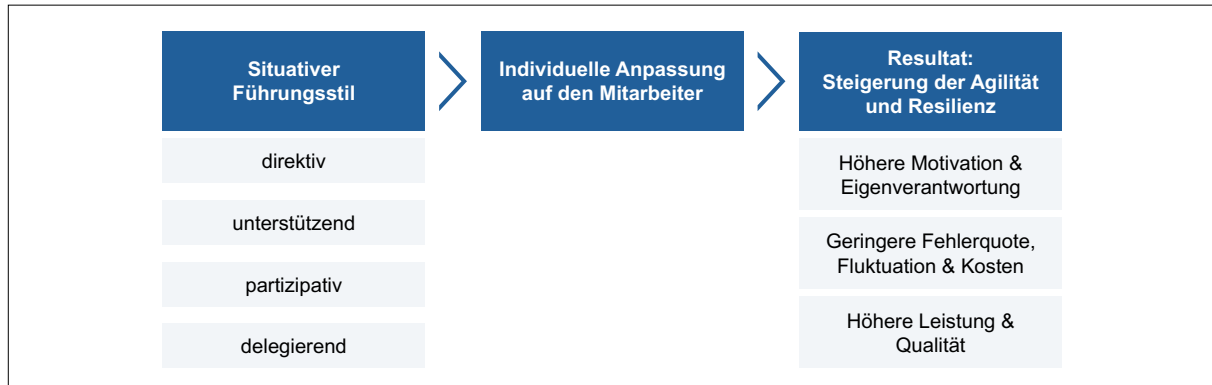 Situativer
Führungsstil
direktiv
unterstützend
partizipativ
delegierend
Individuelle Anpassung
auf den Mitarbeiter
Resultat:
Steigerung der Agilität
und Resilienz
Höhere Motivation &
Eigenverantwortung
Geringere Fehlerquote,
Fluktuation & Kosten
Höhere Leistung &
Qualität